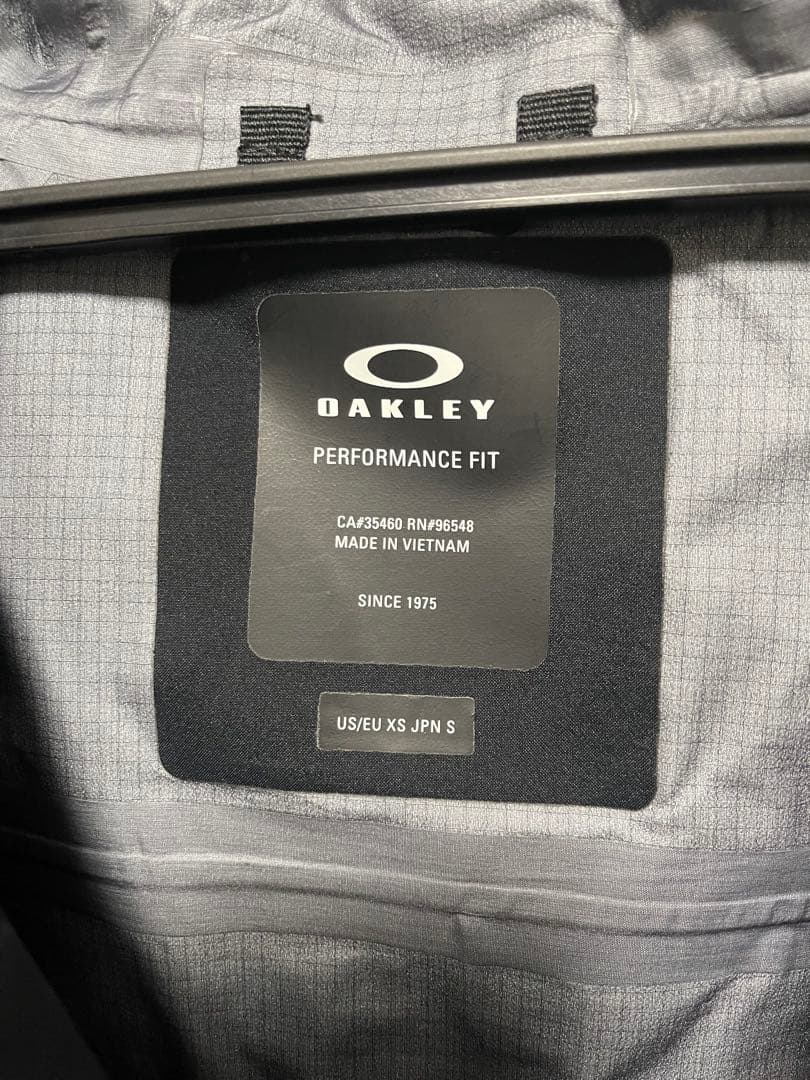 OAKLEY
PERFORMANCE FIT
CA#35460 RN#96548
MADE IN VIETNAM
SINCE 1975
US/EU XS JPN S